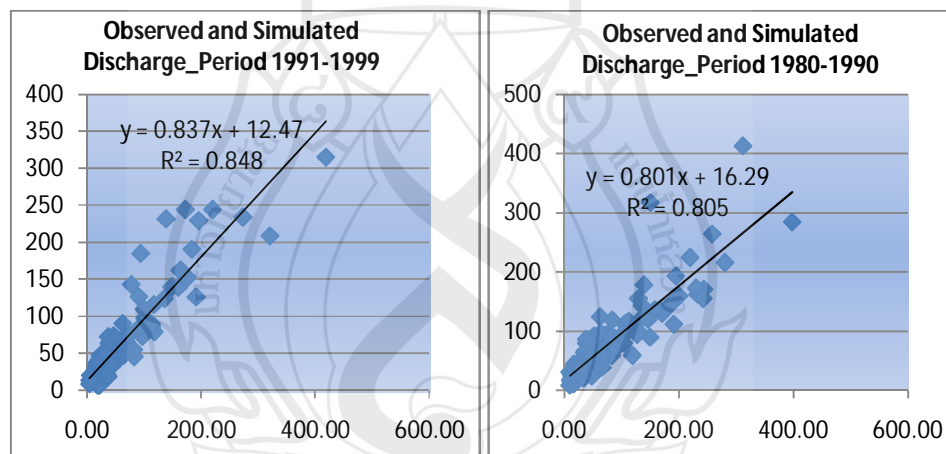 Observed and Simulated
Discharge_Period 1991-1999
400
350
300
250
200
150
100
50
0
y = 0.837x + 12.47
R² = 0.848
0.00
200.00
400.00
600.00
Observed and Simulated
Discharge_Period 1980-1990
500
400
300
200
100
0
y = 0.801x + 16.29
R² = 0.805
0.00
200.00
400.00
600.00